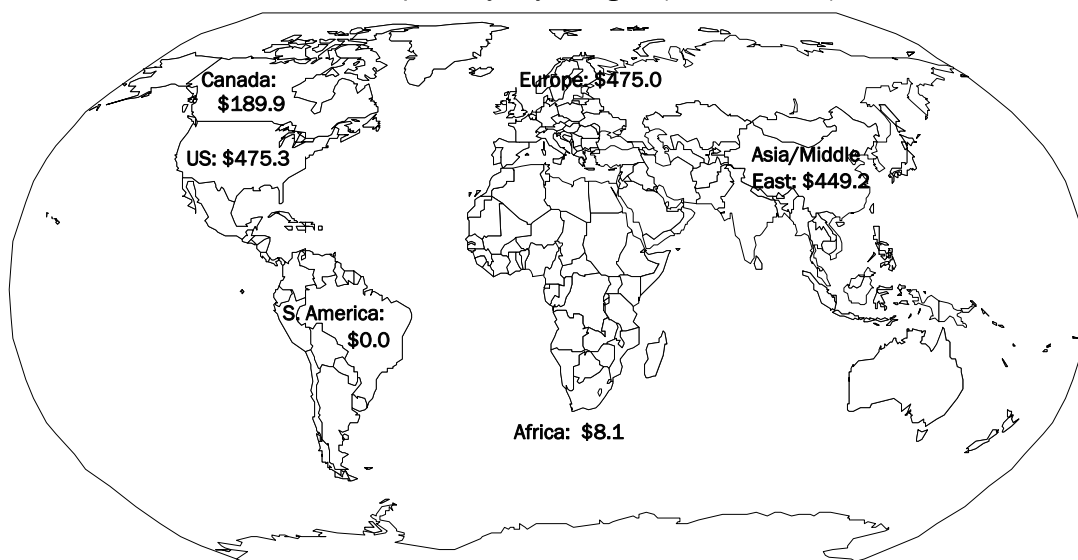 Canada:
$189.9
Europe: $475.0
US: $475.3
Asia/Middle
East: $449.2
S. America:
$0.0
Africa: $8.1